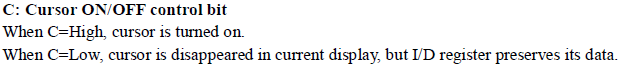 C: Cursor ON/OFF control bit
When C=High, cursor is turned on.
When C=Low, cursor is disappeared in current display, but I/D register preserves its data.